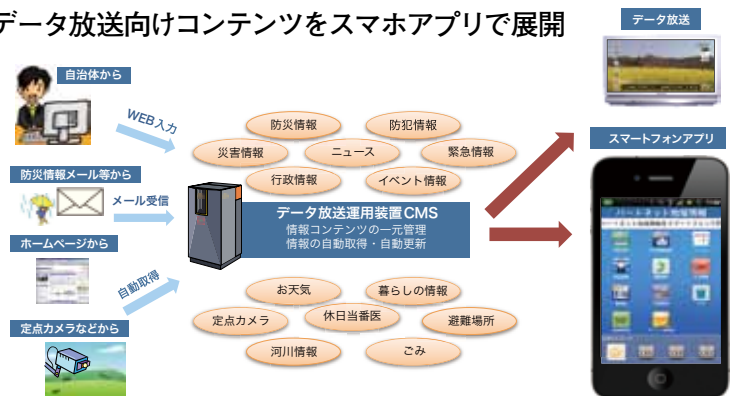 データ放送向けコンテンツをスマホアプリで展開
データ放送
自治体から
WEB入力
防災情報
防犯情報
災害情報
ニュース
緊急情報
行政情報
イベント情報
スマートフォンアプリ
防災情報メール等から
メール受信
データ放送運用装置CMS
情報コンテンツの一元管理
情報の自動取得・自動更新
ホームページから
自動取得
お天気
暮らしの情報
定点カメラ
休日当番医
避難場所
河川情報
ごみ
定点カメラなどから